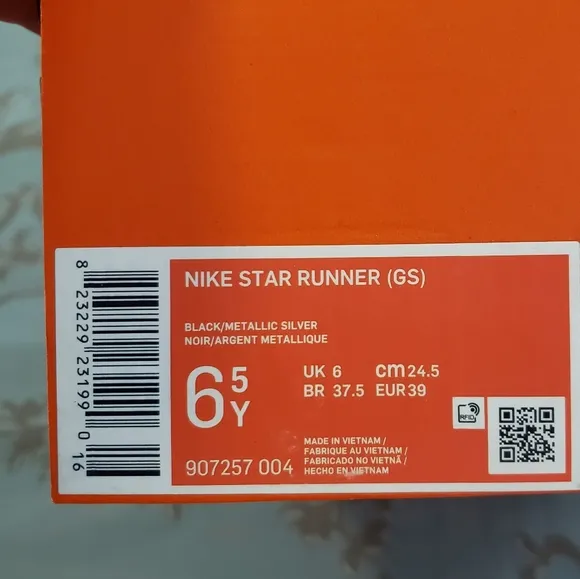 NIKE STAR RUNNER (GS)
BLACK/METALLIC SILVER
NOIR/ARGENT METALLIQUE
6 5 Y
UK 6 cm 24.5
BR 37.5 EUR 39
907257 004
MADE IN VIETNAM /
FABRIQUE AU VIETNAM /
FABRICADO NO VIETNÃ /
HECHO EN VIETNAM
RFID
8 23229 23199 0 16